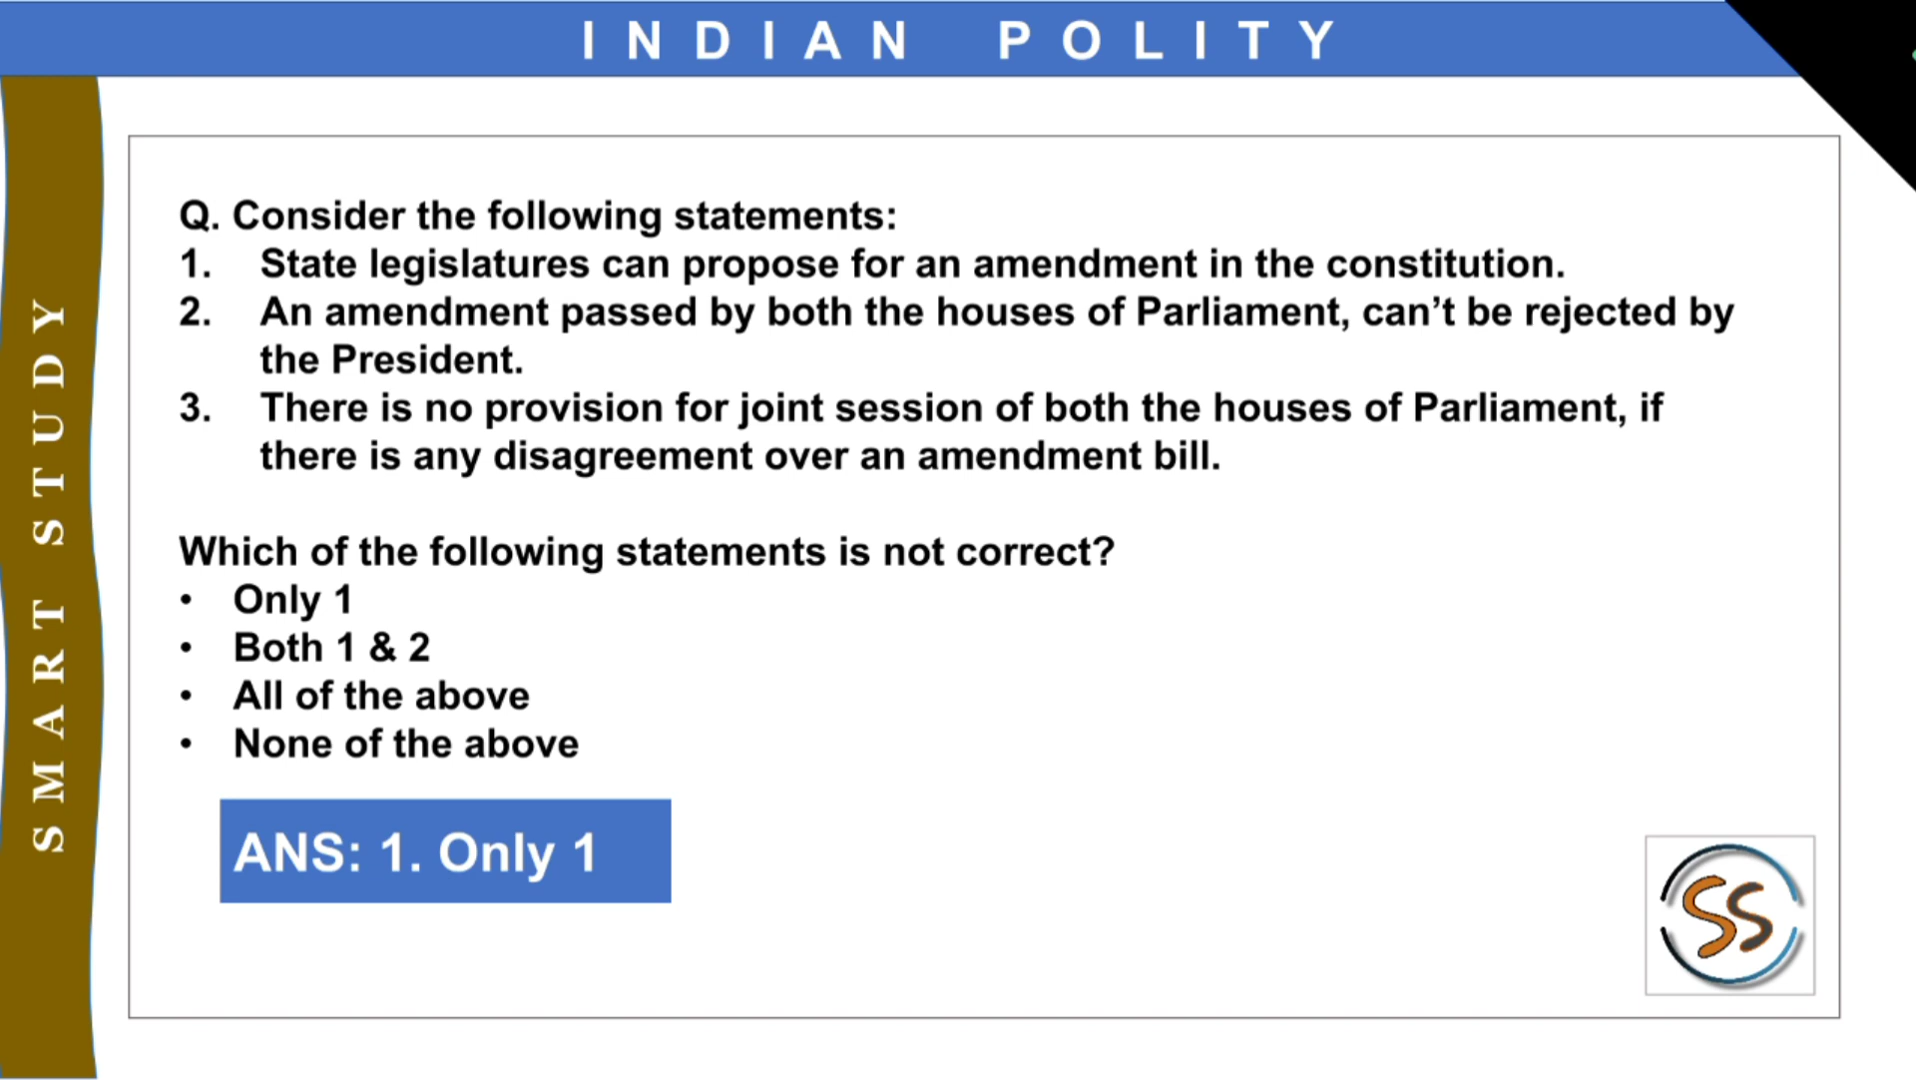 INDIAN POLITY
SMART STUDY
Q. Consider the following statements:
1. State legislatures can propose for an amendment in the constitution.
2. An amendment passed by both the houses of Parliament, can’t be rejected by
the President.
3. There is no provision for joint session of both the houses of Parliament, if
there is any disagreement over an amendment bill.
Which of the following statements is not correct?
• Only 1
• Both 1 & 2
• All of the above
• None of the above
ANS: 1. Only 1
SS